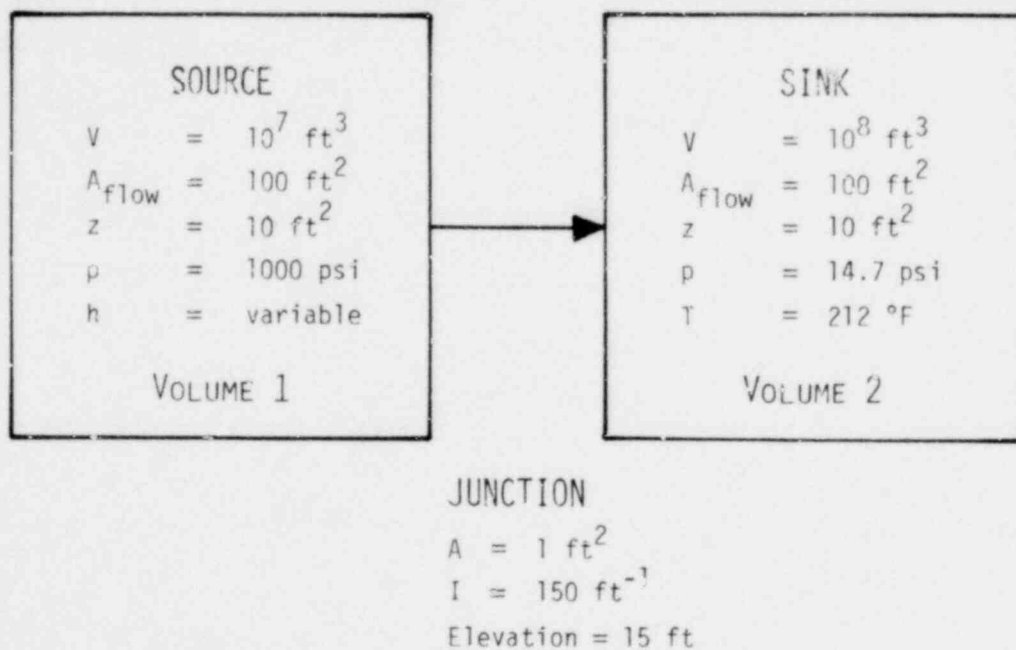 SOURCE
V = 10^7 ft^3
A_flow = 100 ft^2
z = 10 ft^2
p = 1000 psi
h = variable
VOLUME 1
SINK
V = 10^8 ft^3
A_flow = 100 ft^2
z = 10 ft^2
p = 14.7 psi
T = 212 °F
VOLUME 2
JUNCTION
A = 1 ft^2
I = 150 ft^-1
Elevation = 15 ft